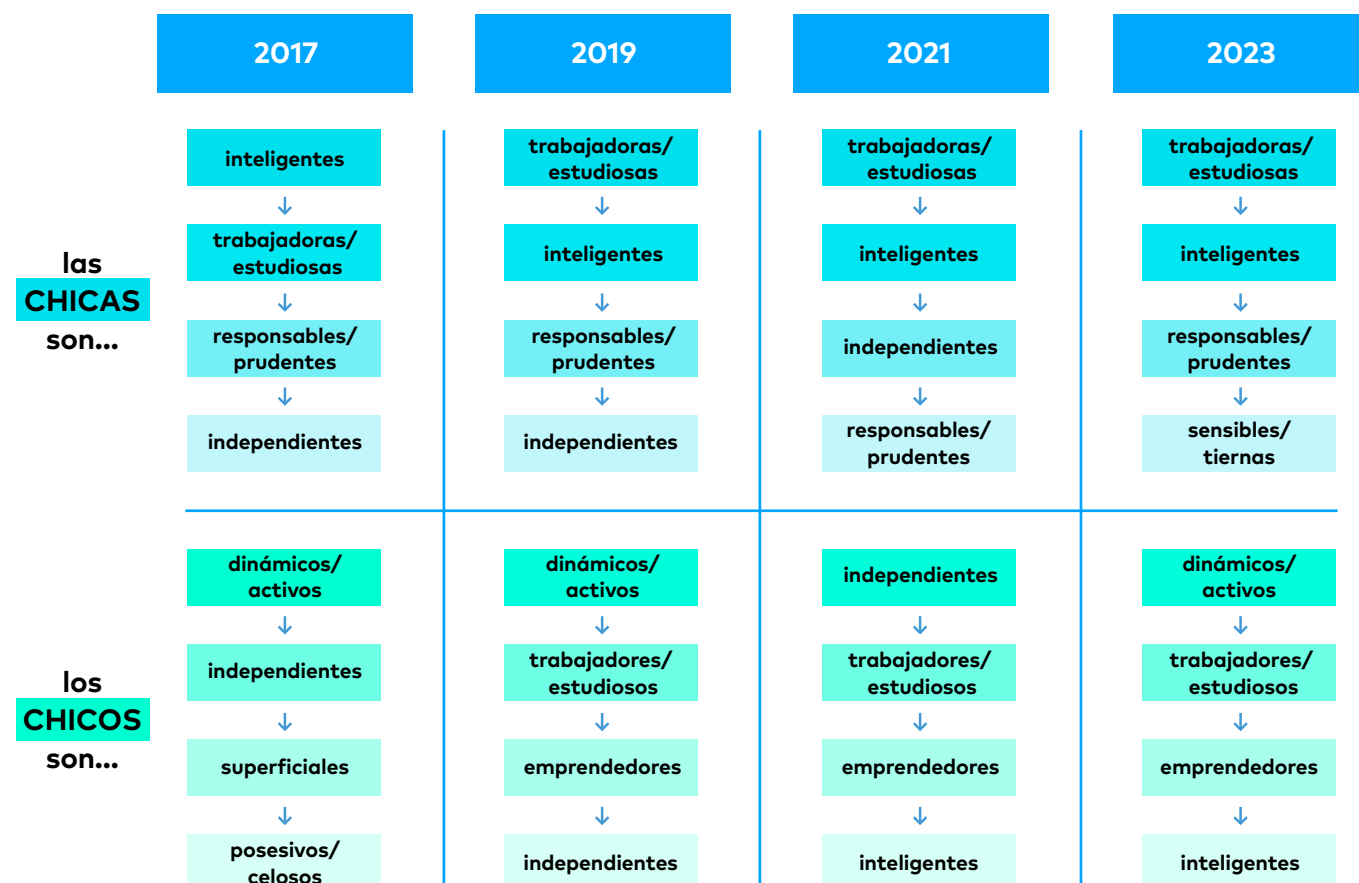 2017
2019
2021
2023
las
CHICAS
son...
inteligentes
↓
trabajadoras/
estudiosas
↓
responsables/
prudentes
↓
independientes
trabajadoras/
estudiosas
↓
inteligentes
↓
responsables/
prudentes
↓
independientes
trabajadoras/
estudiosas
↓
inteligentes
↓
independientes
↓
responsables/
prudentes
trabajadoras/
estudiosas
↓
inteligentes
↓
responsables/
prudentes
↓
sensibles/
tiernas
los
CHICOS
son...
dinámicos/
activos
↓
independientes
↓
superficiales
↓
posesivos/
celosos
dinámicos/
activos
↓
trabajadores/
estudiosos
↓
emprendedores
↓
independientes
independientes
↓
trabajadores/
estudiosos
↓
emprendedores
↓
inteligentes
dinámicos/
activos
↓
trabajadores/
estudiosos
↓
emprendedores
↓
inteligentes